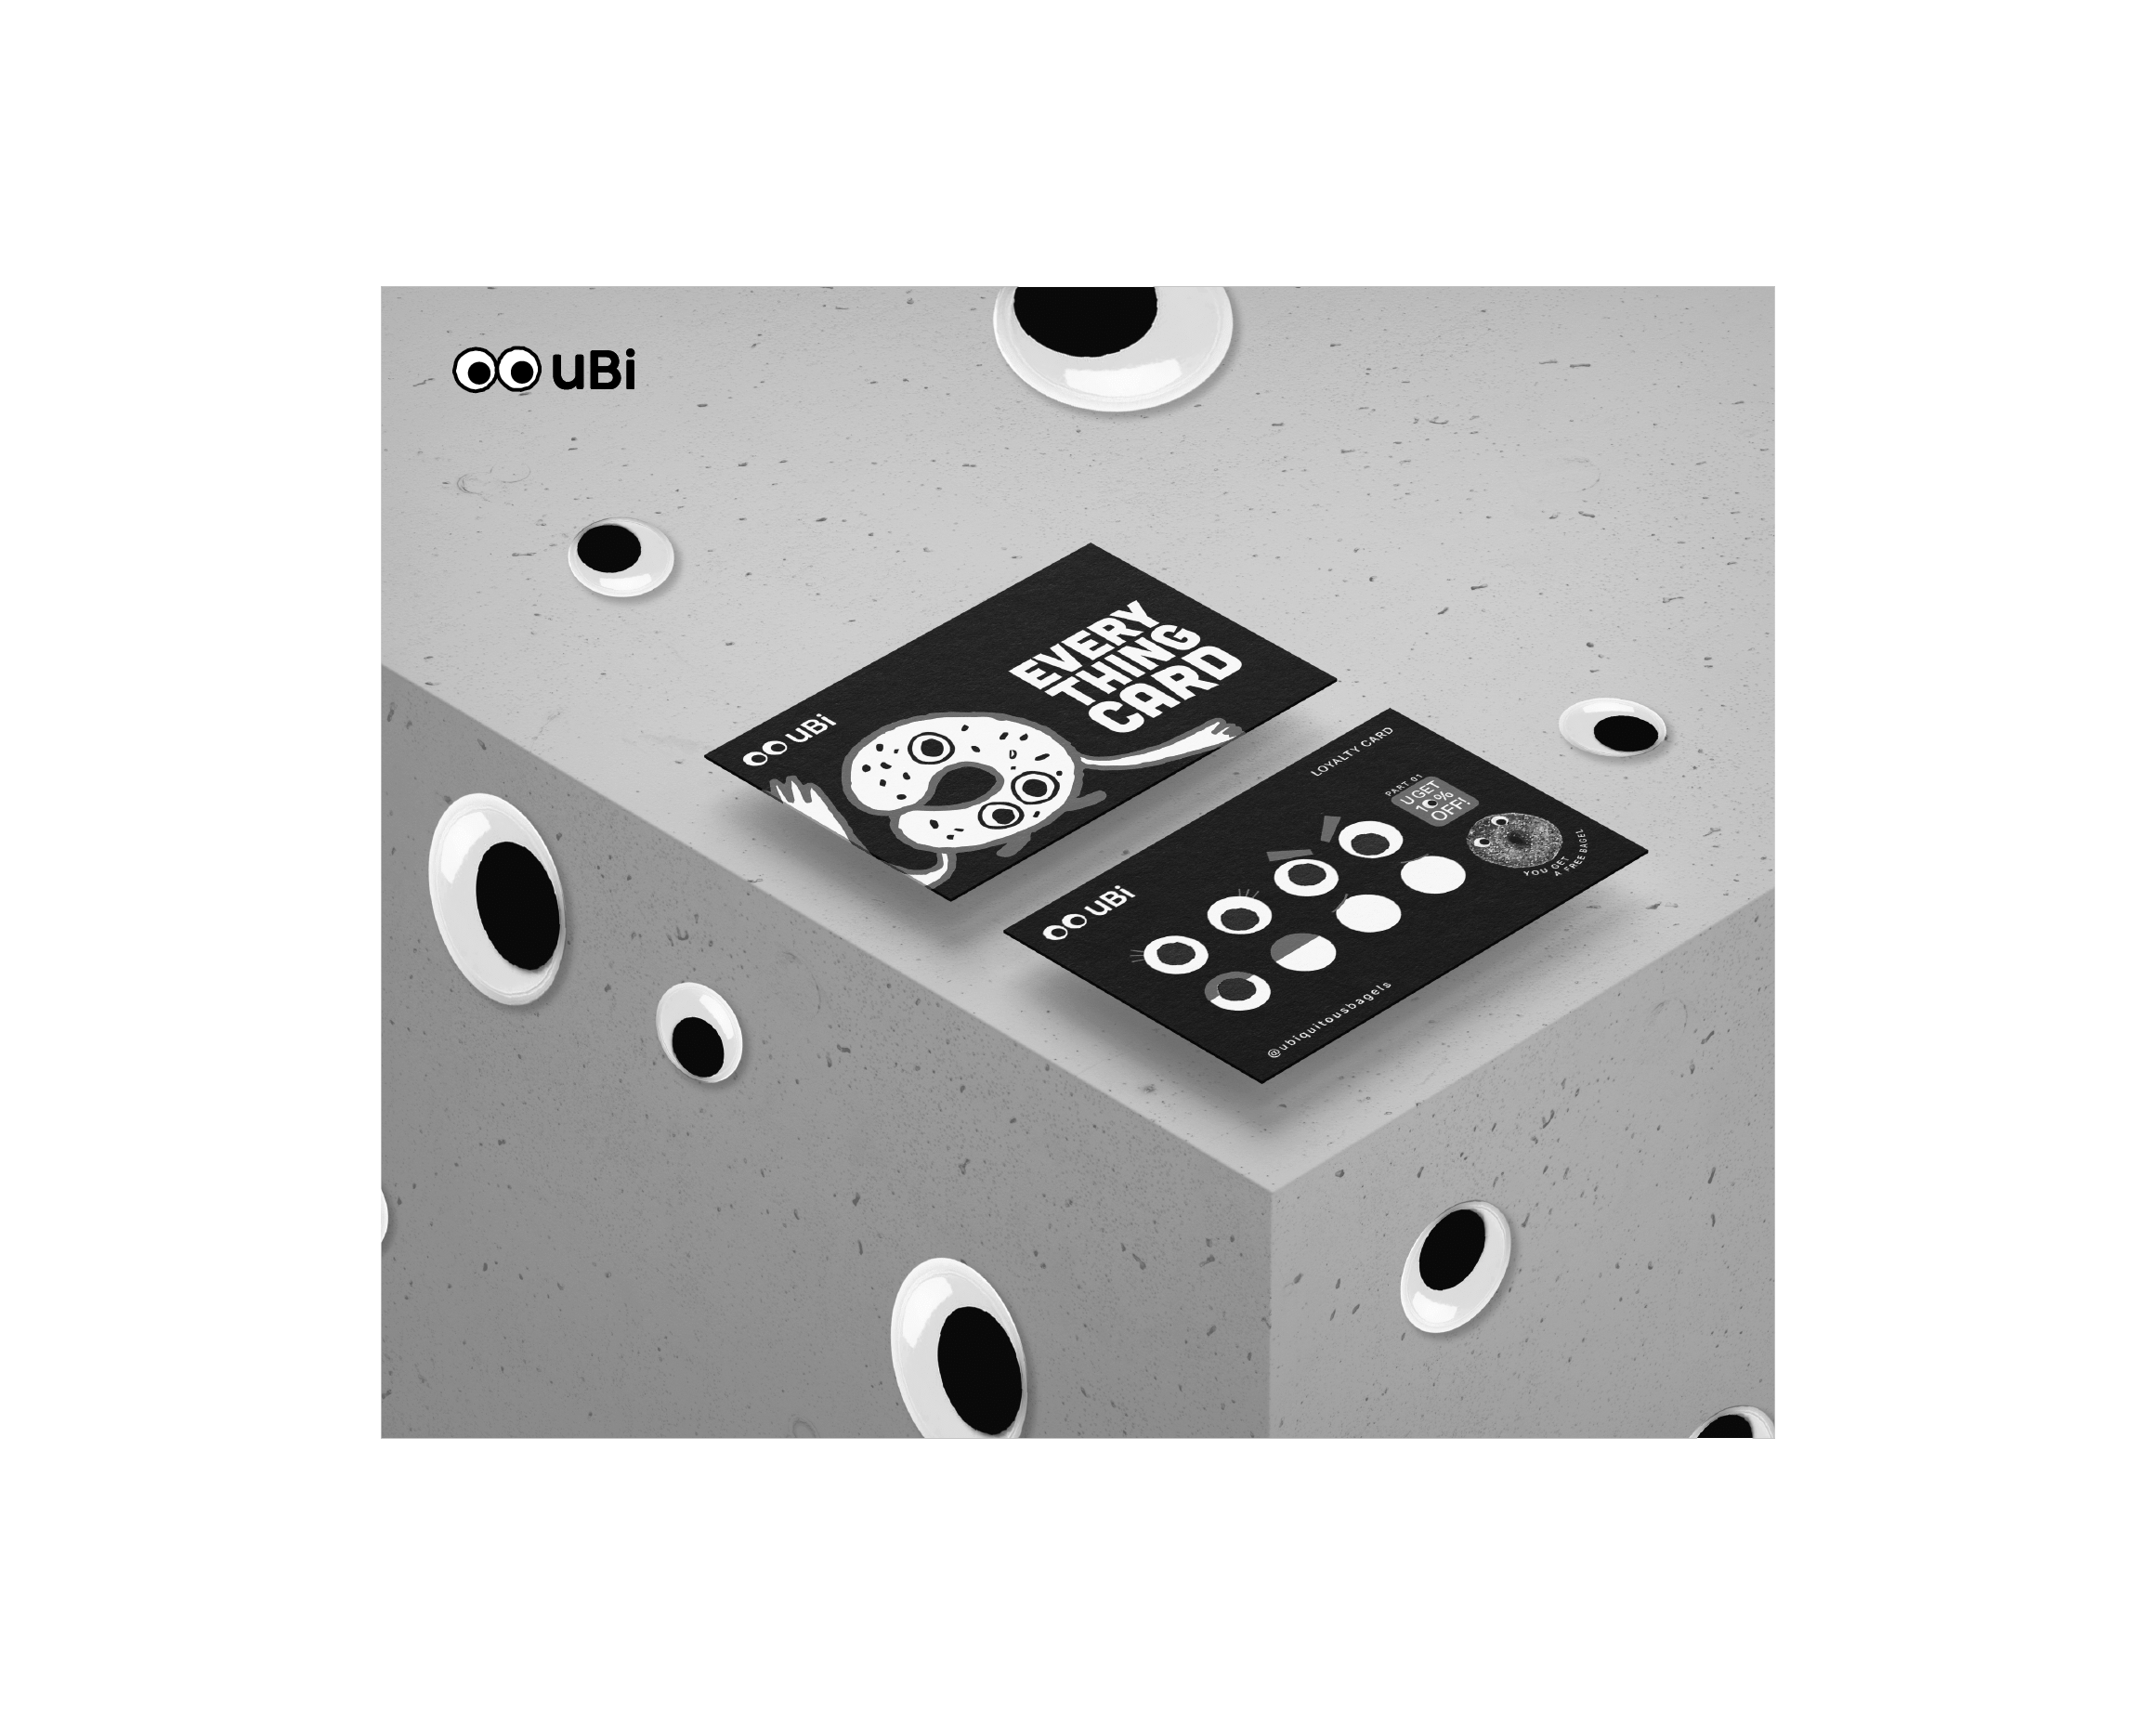 uBi
EVERY
THING
CARD
uBi
LOYALTY CARD
PART 01
U GET
10%
OFF!
YOU GET
A FREE BAGEL
uBi
@ubiquitousbagels